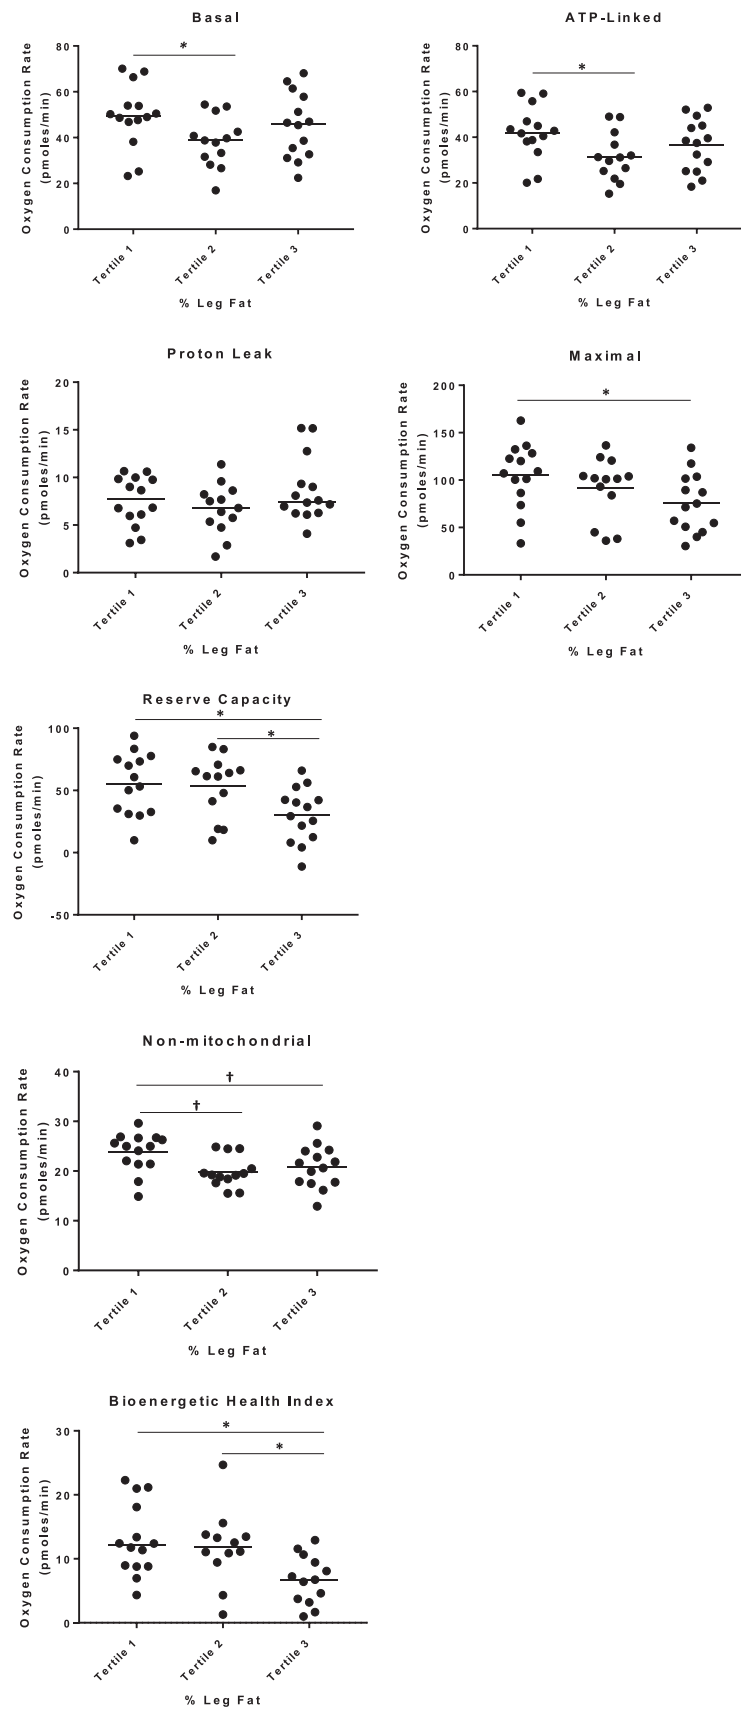 Basal
*
Oxygen Consumption Rate
(pmoles/min)
80
60
40
20
0
Tertile 1
Tertile 2
Tertile 3
% Leg Fat
ATP-Linked
*
Oxygen Consumption Rate
(pmoles/min)
80
60
40
20
0
Tertile 1
Tertile 2
Tertile 3
% Leg Fat
Proton Leak
Oxygen Consumption Rate
(pmoles/min)
20
15
10
5
0
Tertile 1
Tertile 2
Tertile 3
% Leg Fat
Maximal
*
Oxygen Consumption Rate
(pmoles/min)
200
150
100
50
0
Tertile 1
Tertile 2
Tertile 3
% Leg Fat
Reserve Capacity
*
*
Oxygen Consumption Rate
(pmoles/min)
100
50
0
-50
Tertile 1
Tertile 2
Tertile 3
% Leg Fat
Non-mitochondrial
†
†
Oxygen Consumption Rate
(pmoles/min)
40
30
20
10
0
Tertile 1
Tertile 2
Tertile 3
% Leg Fat
Bioenergetic Health Index
*
*
Oxygen Consumption Rate
(pmoles/min)
30
20
10
0
Tertile 1
Tertile 2
Tertile 3
% Leg Fat